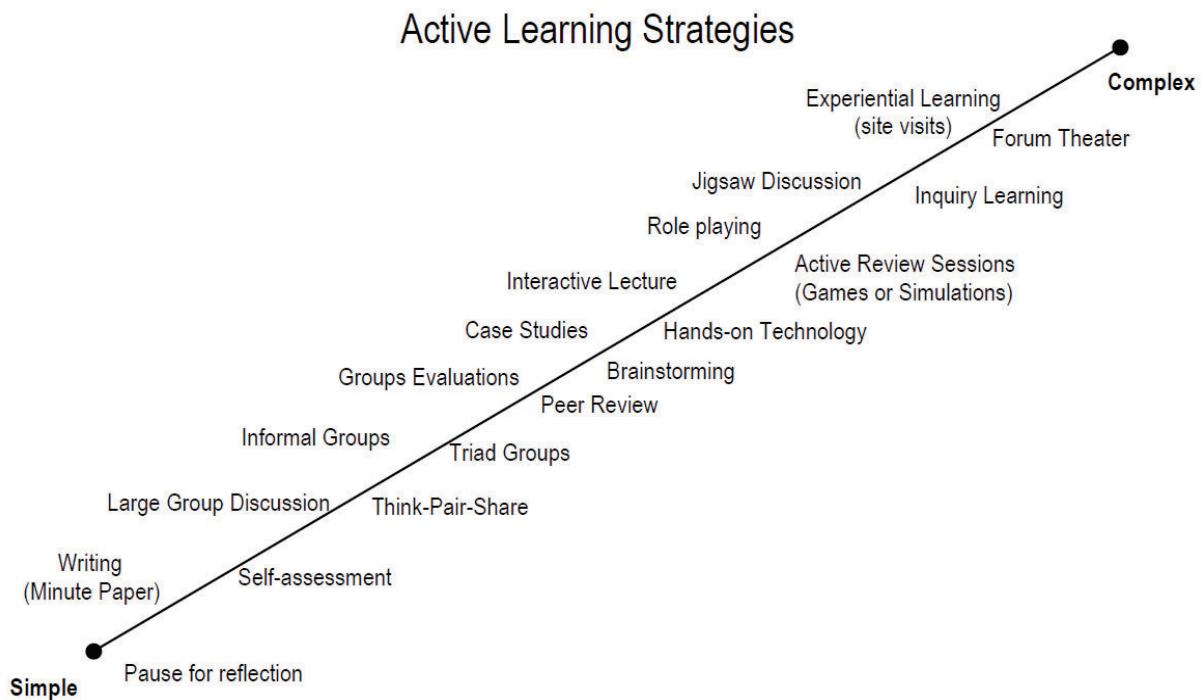 Active Learning Strategies
Complex
Experiential Learning
(site visits)
Forum Theater
Jigsaw Discussion
Inquiry Learning
Role playing
Active Review Sessions
(Games or Simulations)
Interactive Lecture
Case Studies
Hands-on Technology
Groups Evaluations
Brainstorming
Peer Review
Informal Groups
Triad Groups
Large Group Discussion
Think-Pair-Share
Writing
(Minute Paper)
Self-assessment
Pause for reflection
Simple